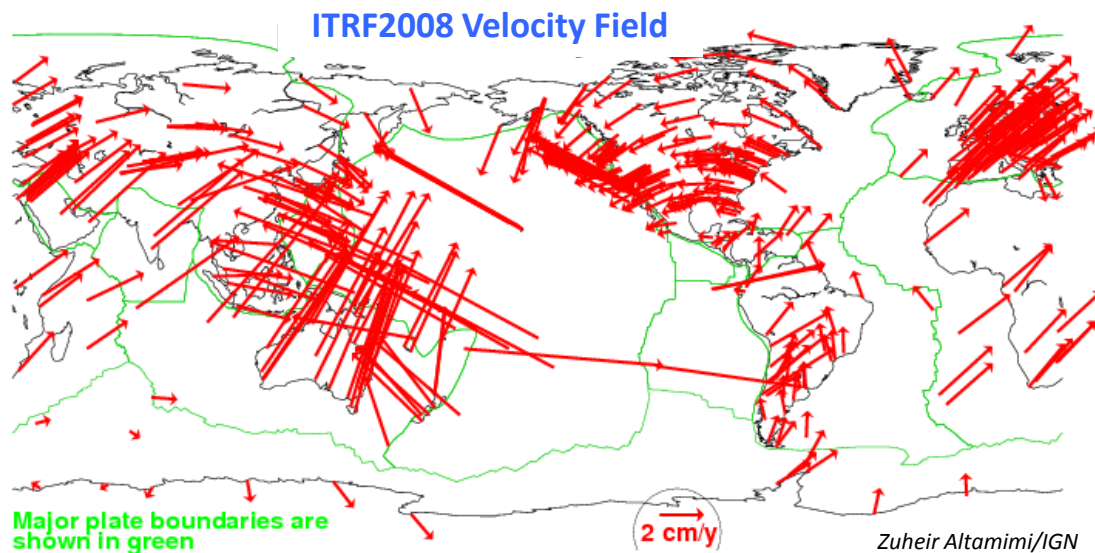 ITRF2008 Velocity Field
Major plate boundaries are
shown in green
2 cm/y
Zuheir Altamimi/IGN